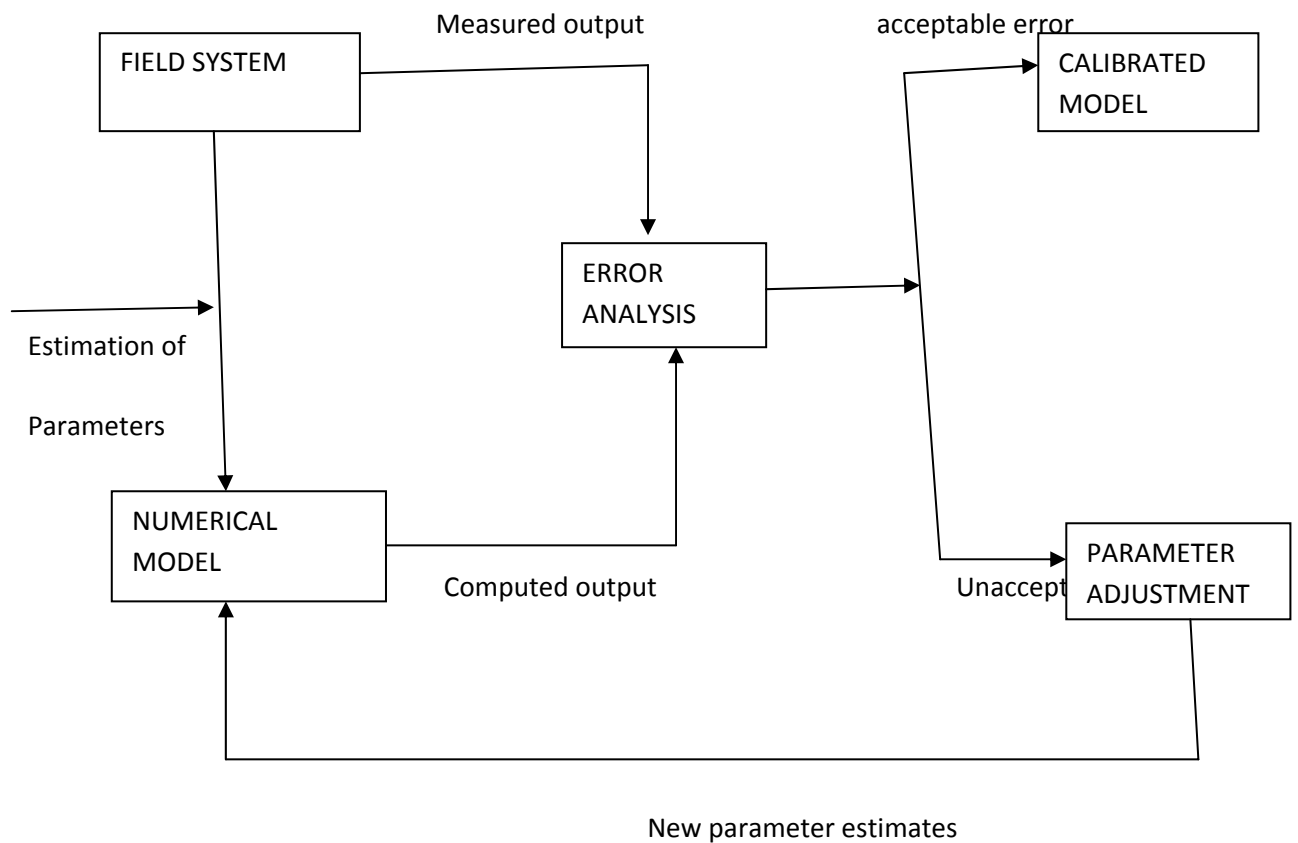 Measured output
acceptable error
FIELD SYSTEM
CALIBRATED
MODEL
ERROR
ANALYSIS
Estimation of
Parameters
NUMERICAL
MODEL
Computed output
Unaccept
PARAMETER
ADJUSTMENT
New parameter estimates